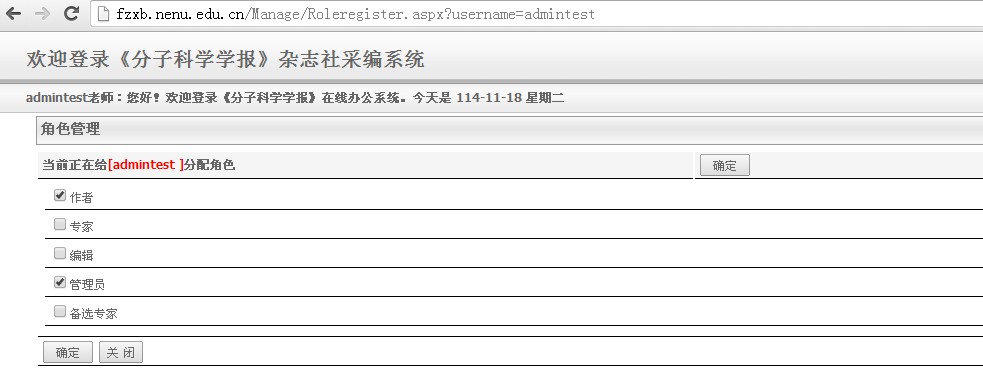 fzxb.nenu.edu.cn/Manage/Roleregister.aspx?username=admintest
欢迎登录《分子科学学报》杂志社采编系统
admintest老师：您好！欢迎登录《分子科学学报》在线办公系统。今天是 114-11-18 星期二
角色管理
当前正在给[admintest ]分配角色 确定
作者
专家
编辑
管理员
备选专家
确定 关 闭